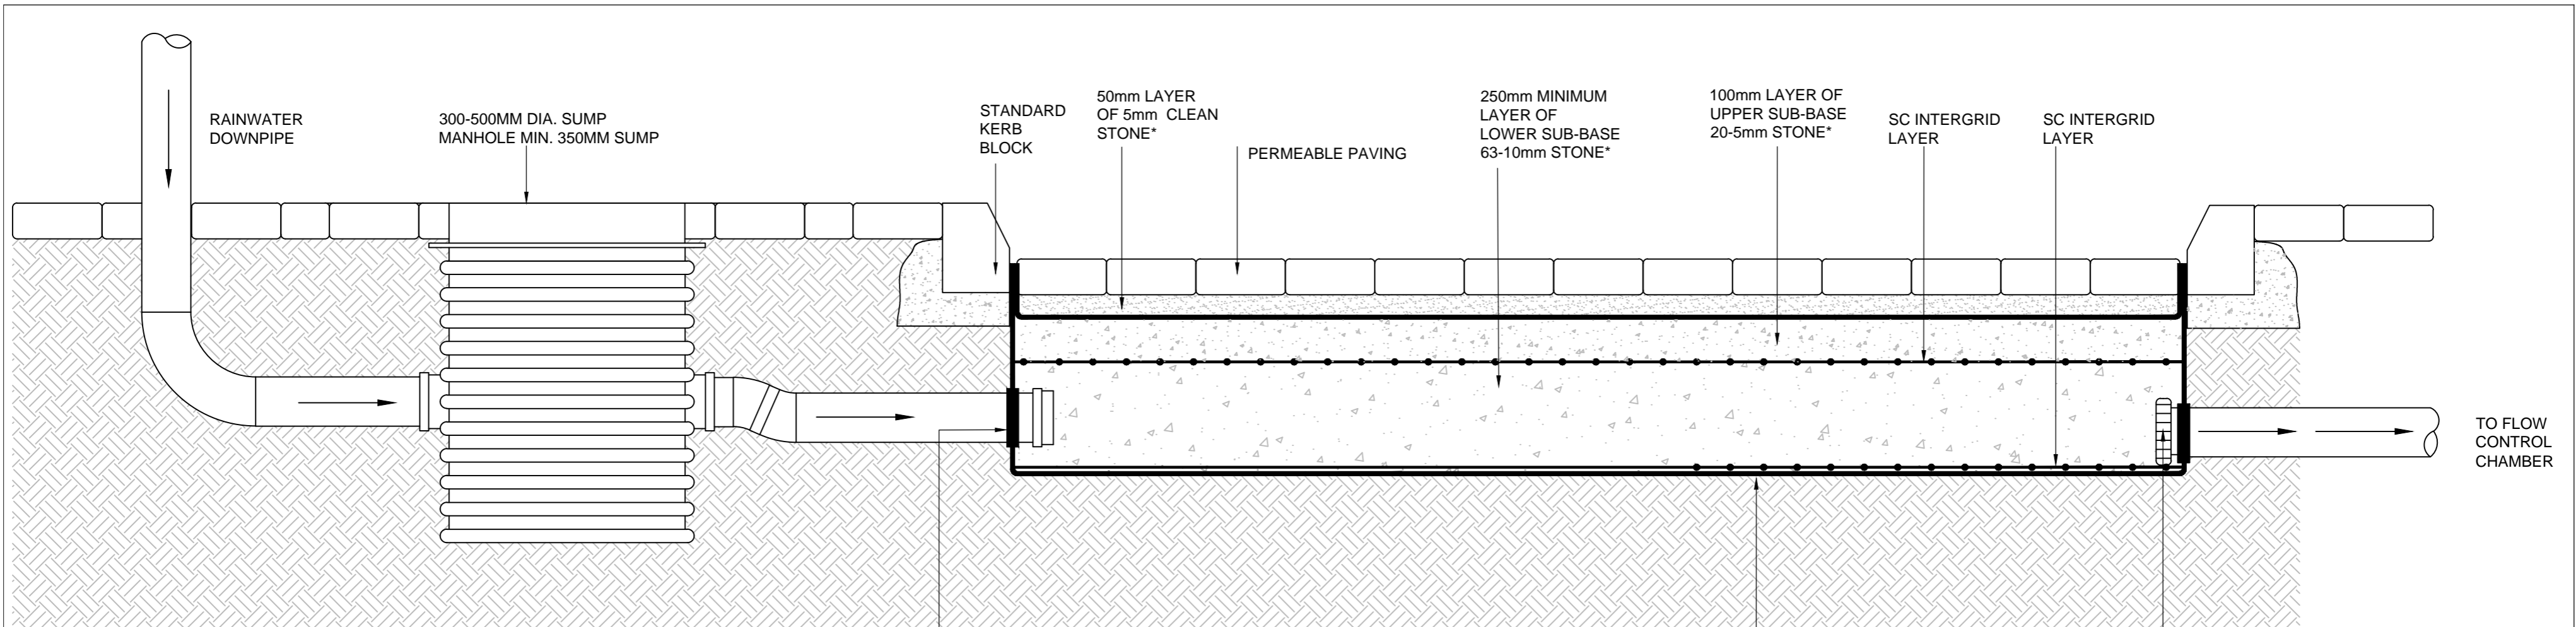 RAINWATER
DOWNPIPE
300-500MM DIA. SUMP
MANHOLE MIN. 350MM SUMP
STANDARD
KERB
BLOCK
50mm LAYER
OF 5mm CLEAN
STONE*
PERMEABLE PAVING
250mm MINIMUM
LAYER OF
LOWER SUB-BASE
63-10mm STONE*
100mm LAYER OF
UPPER SUB-BASE
20-5mm STONE*
SC INTERGRID
LAYER
SC INTERGRID
LAYER
TO FLOW
CONTROL
CHAMBER